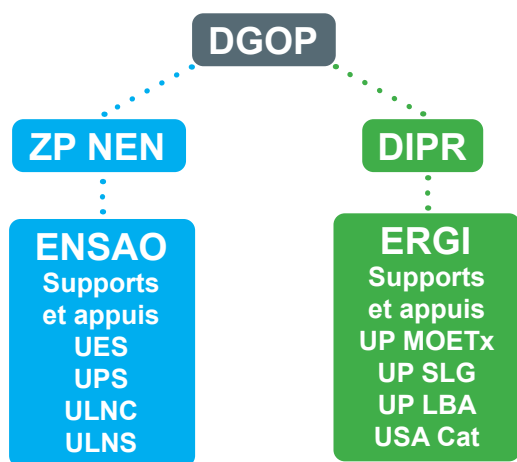 DGOP
ZP NEN
DIPR
ENSAO
Supports
et appuis
UES
UPS
ULNC
ULNS
ERGI
Supports
et appuis
UP MOETx
UP SLG
UP LBA
USA Cat